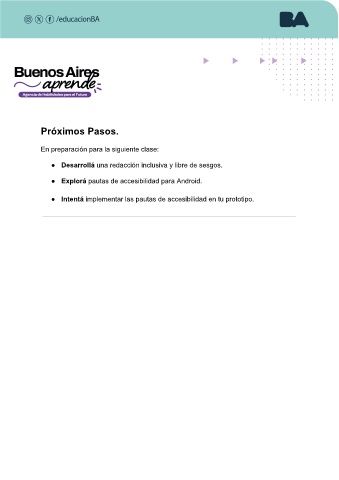 /educacionBA
BA
Buenos Aires
aprende
Agencia de Habilidades para el Futuro
Próximos Pasos.
En preparación para la siguiente clase:
● Desarrollá una redacción inclusiva y libre de sesgos.
● Explorá pautas de accesibilidad para Android.
● Intentá implementar las pautas de accesibilidad en tu prototipo.